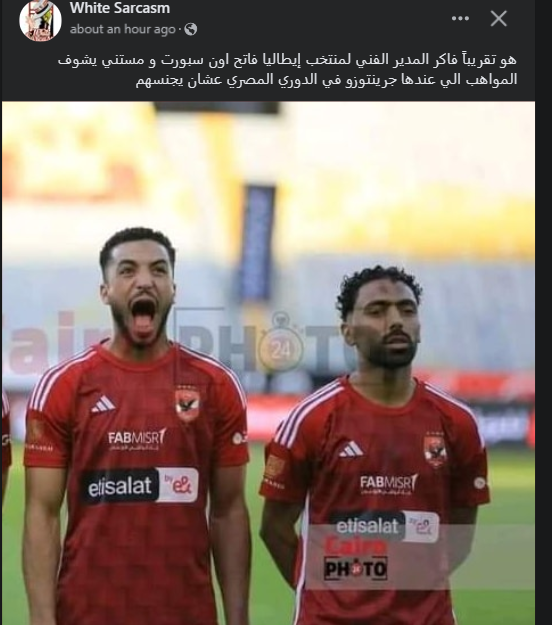 White Sarcasm
about an hour ago ·
هو تقريباً فاكر المدير الفني لمنتخب إيطاليا فاتح اون سبورت و مستني يشوف
المواهب الي عندها جرينتوزو في الدوري المصري عشان يجنسهم
Cairo PHOTO
24
FABMISR
etisalat by e&
FABMISR
etisalat by e&
Cairo
PHOTO